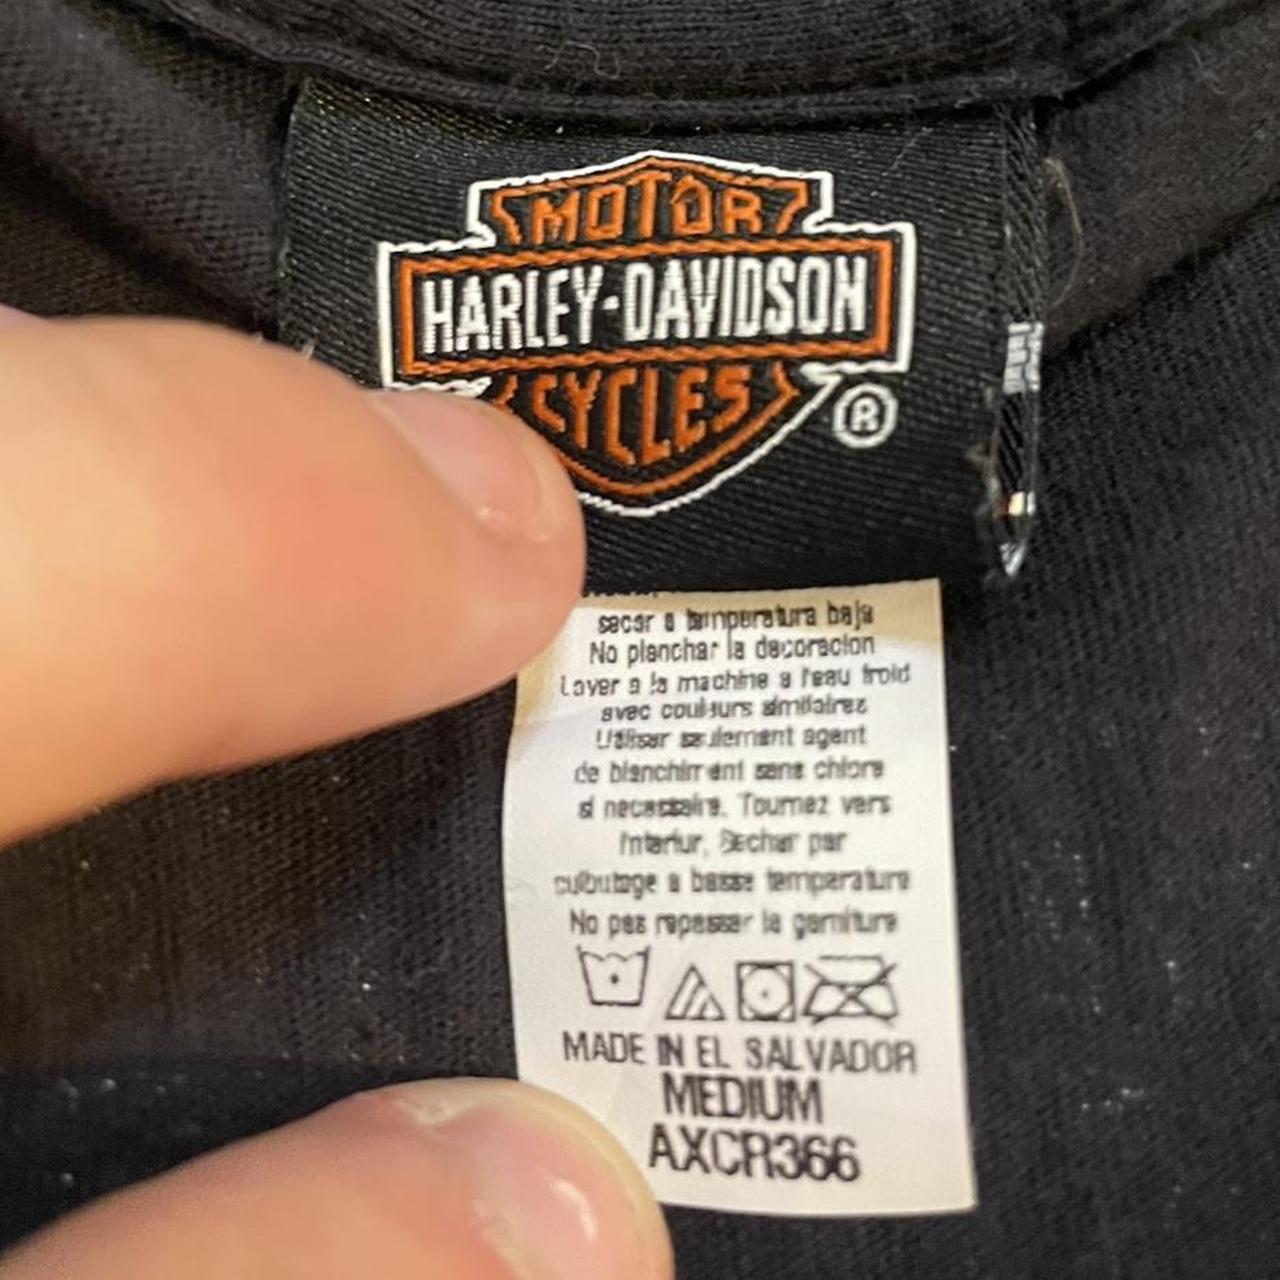 MOTOR
HARLEY-DAVIDSON
CYCLES
®
secar a temperatura baja
No planchar la decoracion
Laver a la machine a l'eau froid
avec couleurs similaires
Utiliser seulement agent
de blanchiment sans chlore
si necessaire. Tournez vers
l'interiur, Sechar par
culbutage a basse temperature
No pas repasser la garniture
MADE IN EL SALVADOR
MEDIUM
AXCR366